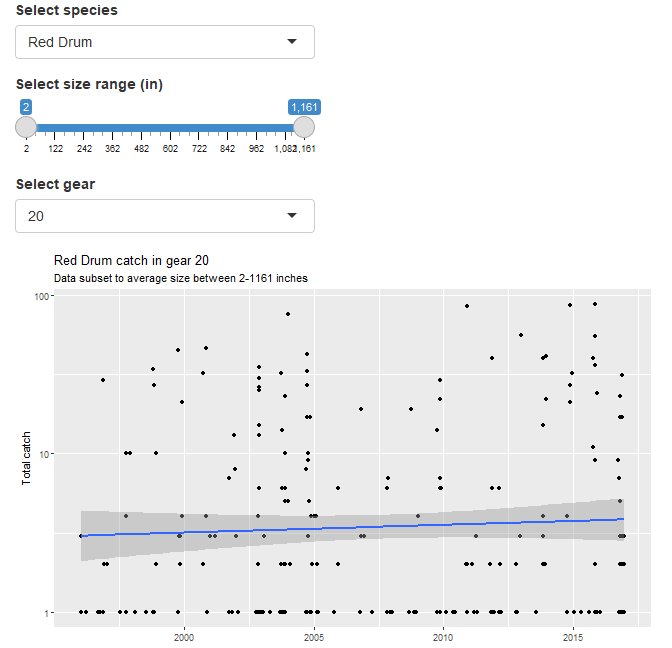 Select species
Red Drum
Select size range (in)
2 1,161
2 122 242 362 482 602 722 842 962 1,082 1,161
Select gear
20
Red Drum catch in gear 20
Data subset to average size between 2-1161 inches
100
10
1
Total catch
2000 2005 2010 2015